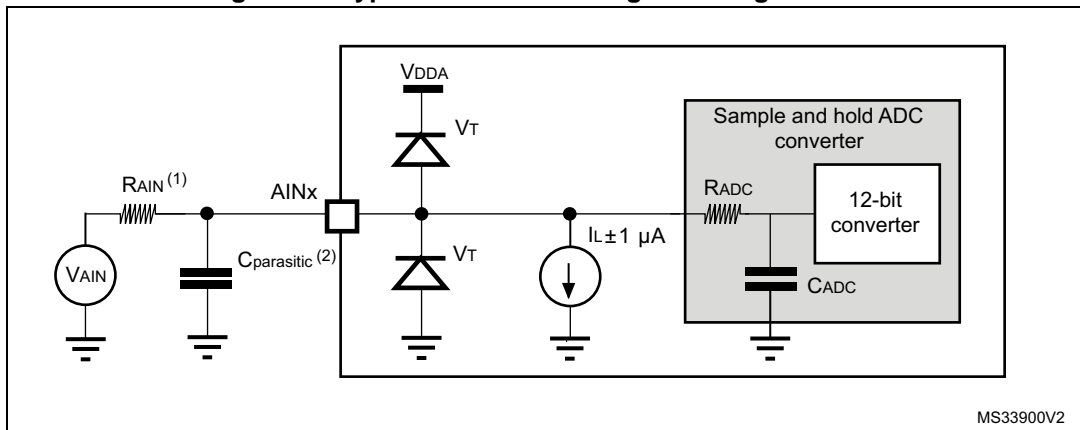 VDDA
VT
Sample and hold ADC
converter
RAIN (1)
AINx
RADC
12-bit
converter
IL±1 µA
VT
Cparasitic (2)
VAIN
CADC
MS33900V2